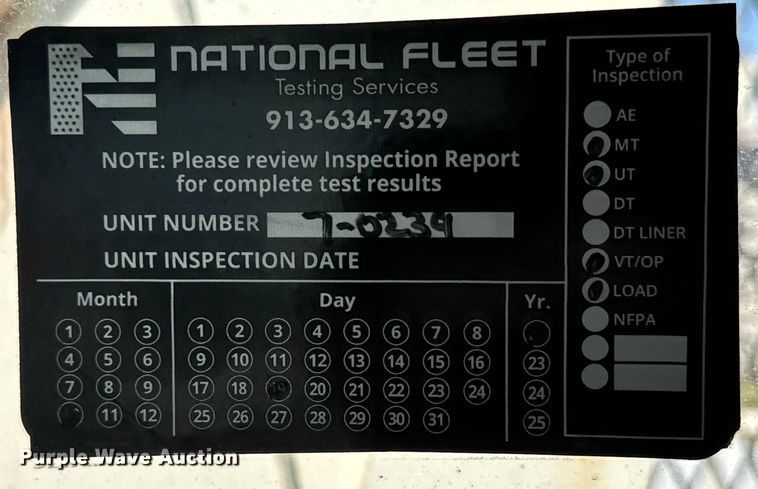 NATIONAL FLEET
Testing Services
913-634-7329
NOTE: Please review Inspection Report
for complete test results
UNIT NUMBER 7-0234
UNIT INSPECTION DATE
Month
1 2 3
4 5 6
7 8 9
11 12
Day
1 2 3 4 5 6 7 8
9 10 11 12 13 14 15 16
17 18 19 20 21 22 23 24
25 26 27 28 29 30 31
Yr.
23
24
25
Type of
Inspection
AE
MT
UT
DT
DT LINER
VT/OP
LOAD
NFPA
Purple Wave Auction